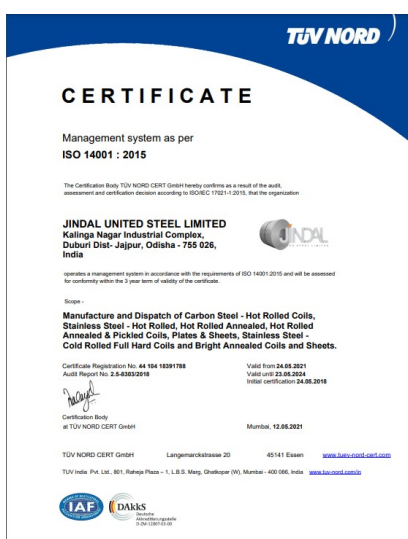 TÜV NORD
CERTIFICATE
Management system as per
ISO 14001 : 2015
The Certification Body TÜV NORD CERT GmbH hereby confirms as a result of the audit,
assessment and certification decision according to ISO/IEC 17021-1:2015, that the organization
JINDAL UNITED STEEL LIMITED
Kalinga Nagar Industrial Complex,
Duburi Dist- Jajpur, Odisha - 755 026,
India
JINDAL
operates a management system in accordance with the requirements of ISO 14001:2015 and will be assessed
for conformity within the 3 year term of validity of the certificate.
Scope -
Manufacture and Dispatch of Carbon Steel - Hot Rolled Coils,
Stainless Steel - Hot Rolled, Hot Rolled Annealed, Hot Rolled
Annealed & Pickled Coils, Plates & Sheets, Stainless Steel -
Cold Rolled Full Hard Coils and Bright Annealed Coils and Sheets.
Certificate Registration No. 44 104 18391788
Audit Report No. 2.5-8303/2018
Valid from 24.05.2021
Valid until 23.05.2024
Initial certification 24.05.2018
Certification Body
at TÜV NORD CERT GmbH
Mumbai, 12.05.2021
TÜV NORD CERT GmbH Langemarckstrasse 20 45141 Essen www.tuev-nord-cert.com
TUV India Pvt. Ltd., 801, Raheja Plaza – 1, L.B.S. Marg, Ghatkopar (W), Mumbai - 400 086, India www.tuv-nord.com/in
IAF
DAkkS
Deutsche
Akkreditierungsstelle
D-ZM-12007-01-00